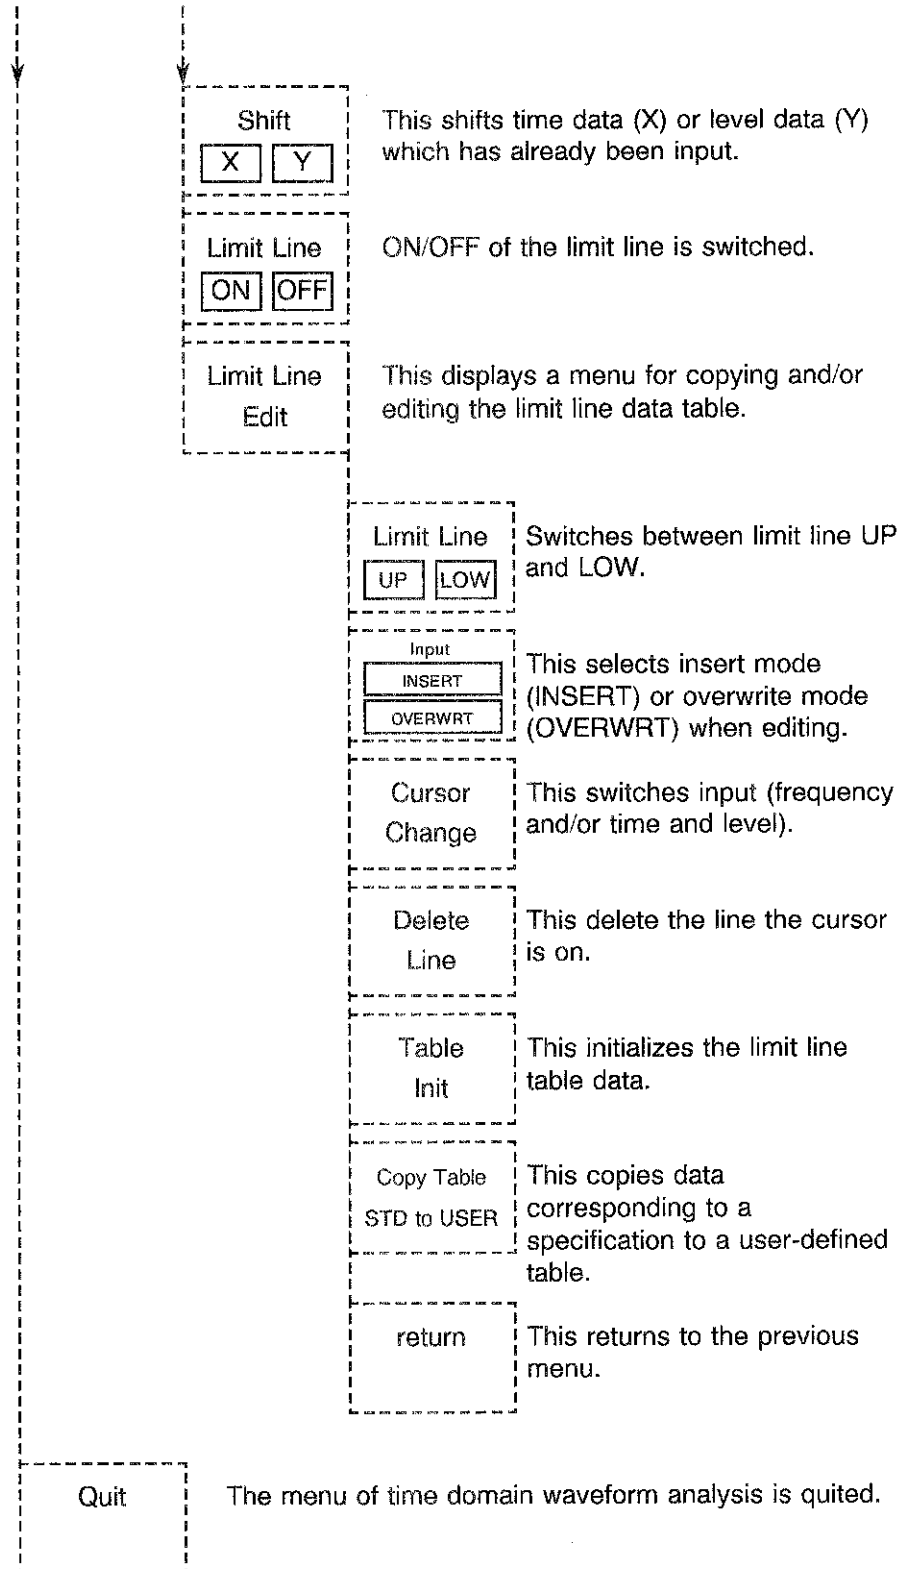 Shift
X Y
This shifts time data (X) or level data (Y)
which has already been input.
Limit Line
ON OFF
ON/OFF of the limit line is switched.
Limit Line
Edit
This displays a menu for copying and/or
editing the limit line data table.
Limit Line
UP LOW
Switches between limit line UP
and LOW.
Input
INSERT
OVERWRT
This selects insert mode
(INSERT) or overwrite mode
(OVERWRT) when editing.
Cursor
Change
This switches input (frequency
and/or time and level).
Delete
Line
This delete the line the cursor
is on.
Table
Init
This initializes the limit line
table data.
Copy Table
STD to USER
This copies data
corresponding to a
specification to a user-defined
table.
return
This returns to the previous
menu.
Quit
The menu of time domain waveform analysis is quited.